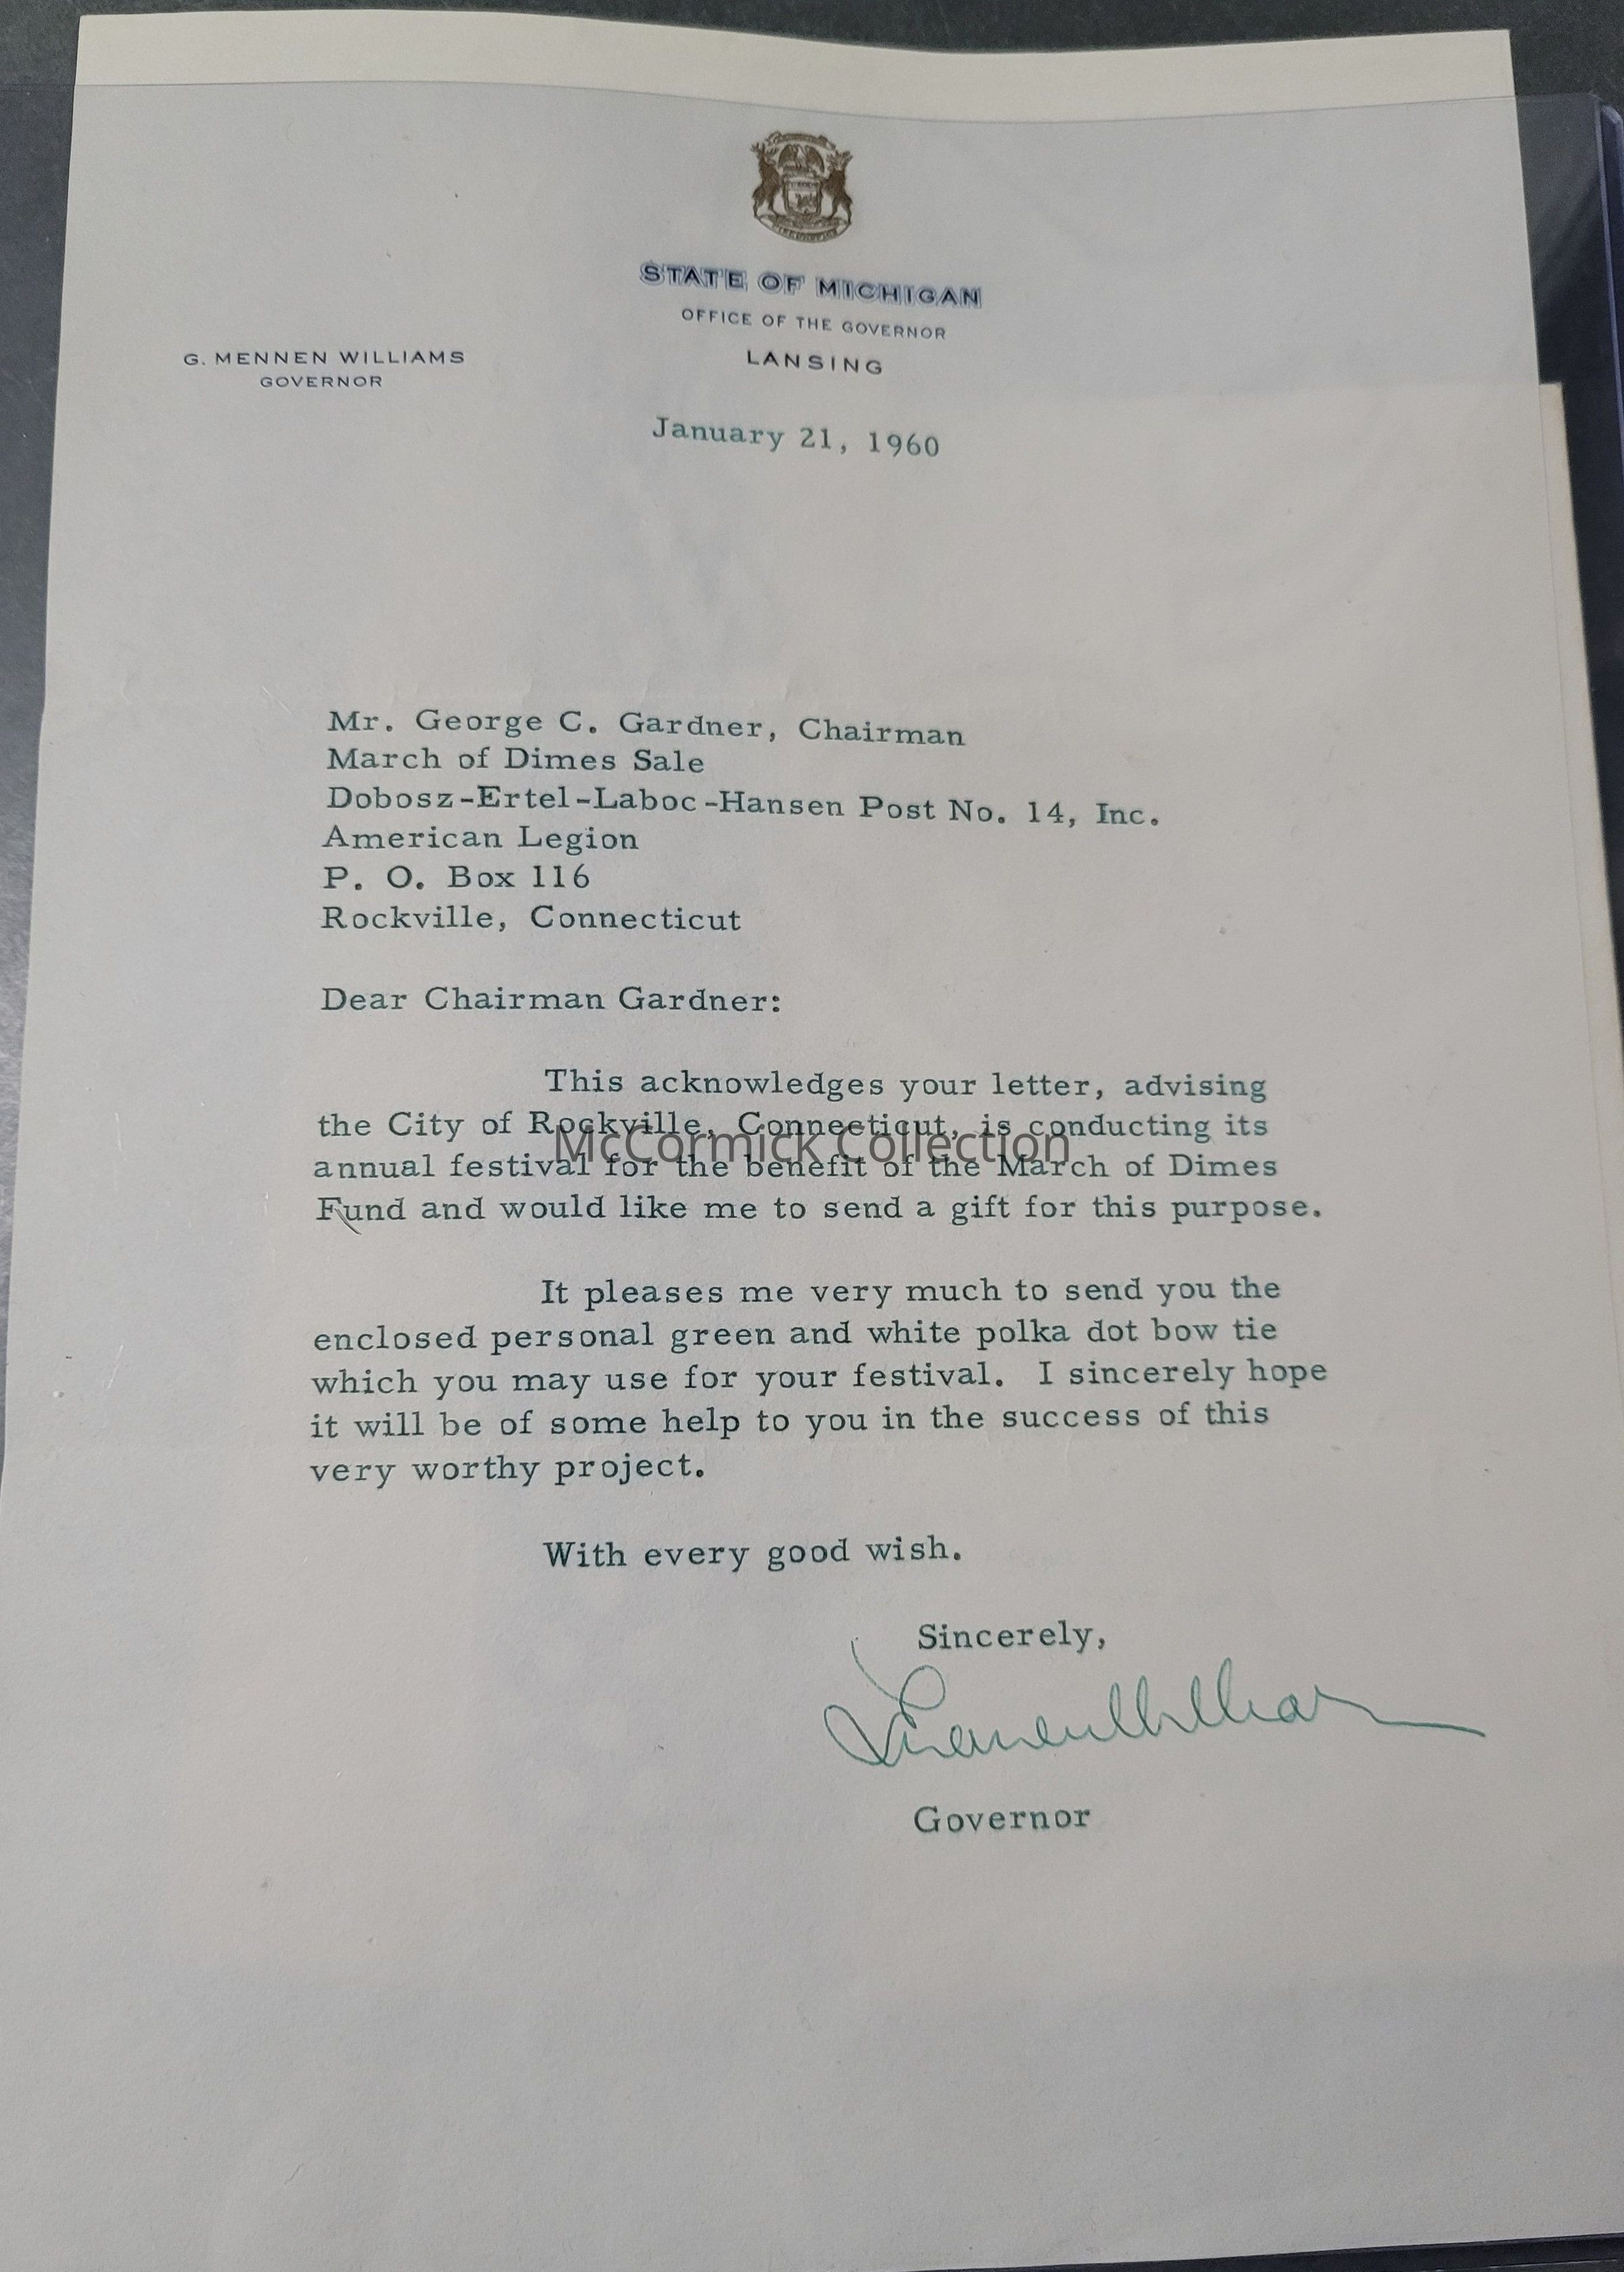 STATE OF MICHIGAN
OFFICE OF THE GOVERNOR
LANSING
G. MENNEN WILLIAMS
GOVERNOR
January 21, 1960
Mr. George C. Gardner, Chairman
March of Dimes Sale
Dobosz-Ertel-Laboc-Hansen Post No. 14, Inc.
American Legion
P. O. Box 116
Rockville, Connecticut
Dear Chairman Gardner:
This acknowledges your letter, advising
the City of Rockville, Connecticut, is conducting its
McCormick Collection
annual festival for the benefit of the March of Dimes
Fund and would like me to send a gift for this purpose.
It pleases me very much to send you the
enclosed personal green and white polka dot bow tie
which you may use for your festival. I sincerely hope
it will be of some help to you in the success of this
very worthy project.
With every good wish.
Sincerely,
Governor